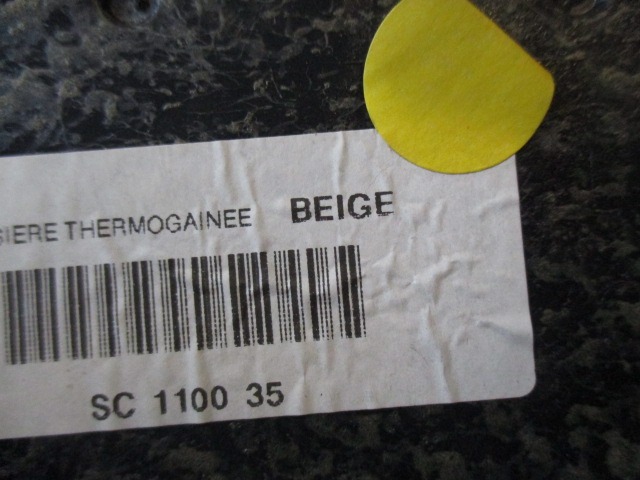 SIERE THERMOGAINEE BEIGE
SC 1100 35